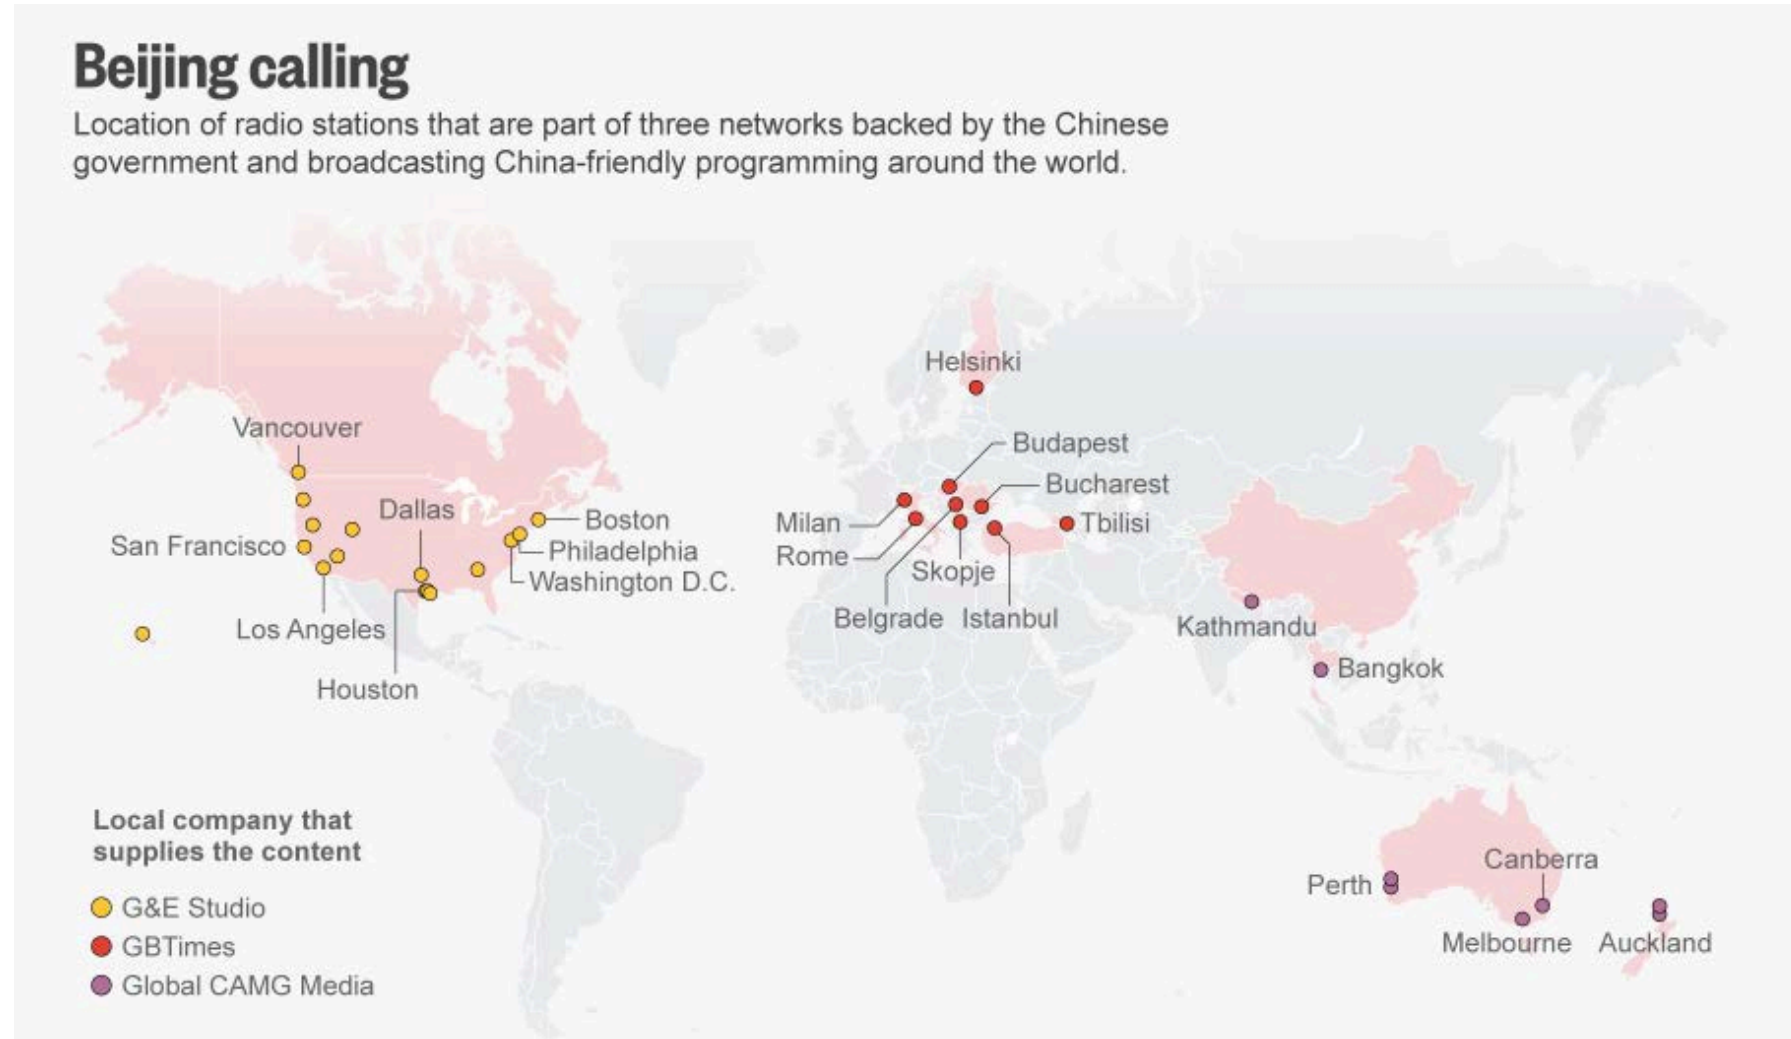 Beijing calling
Location of radio stations that are part of three networks backed by the Chinese
government and broadcasting China-friendly programming around the world.
Helsinki
Vancouver
Budapest
Bucharest
Dallas
Boston
Milan
Tbilisi
San Francisco
Philadelphia
Rome
Skopje
Washington D.C.
Belgrade
Istanbul
Los Angeles
Kathmandu
Houston
Bangkok
Local company that
supplies the content
Canberra
Perth
G&E Studio
Melbourne
Auckland
GBTimes
Global CAMG Media